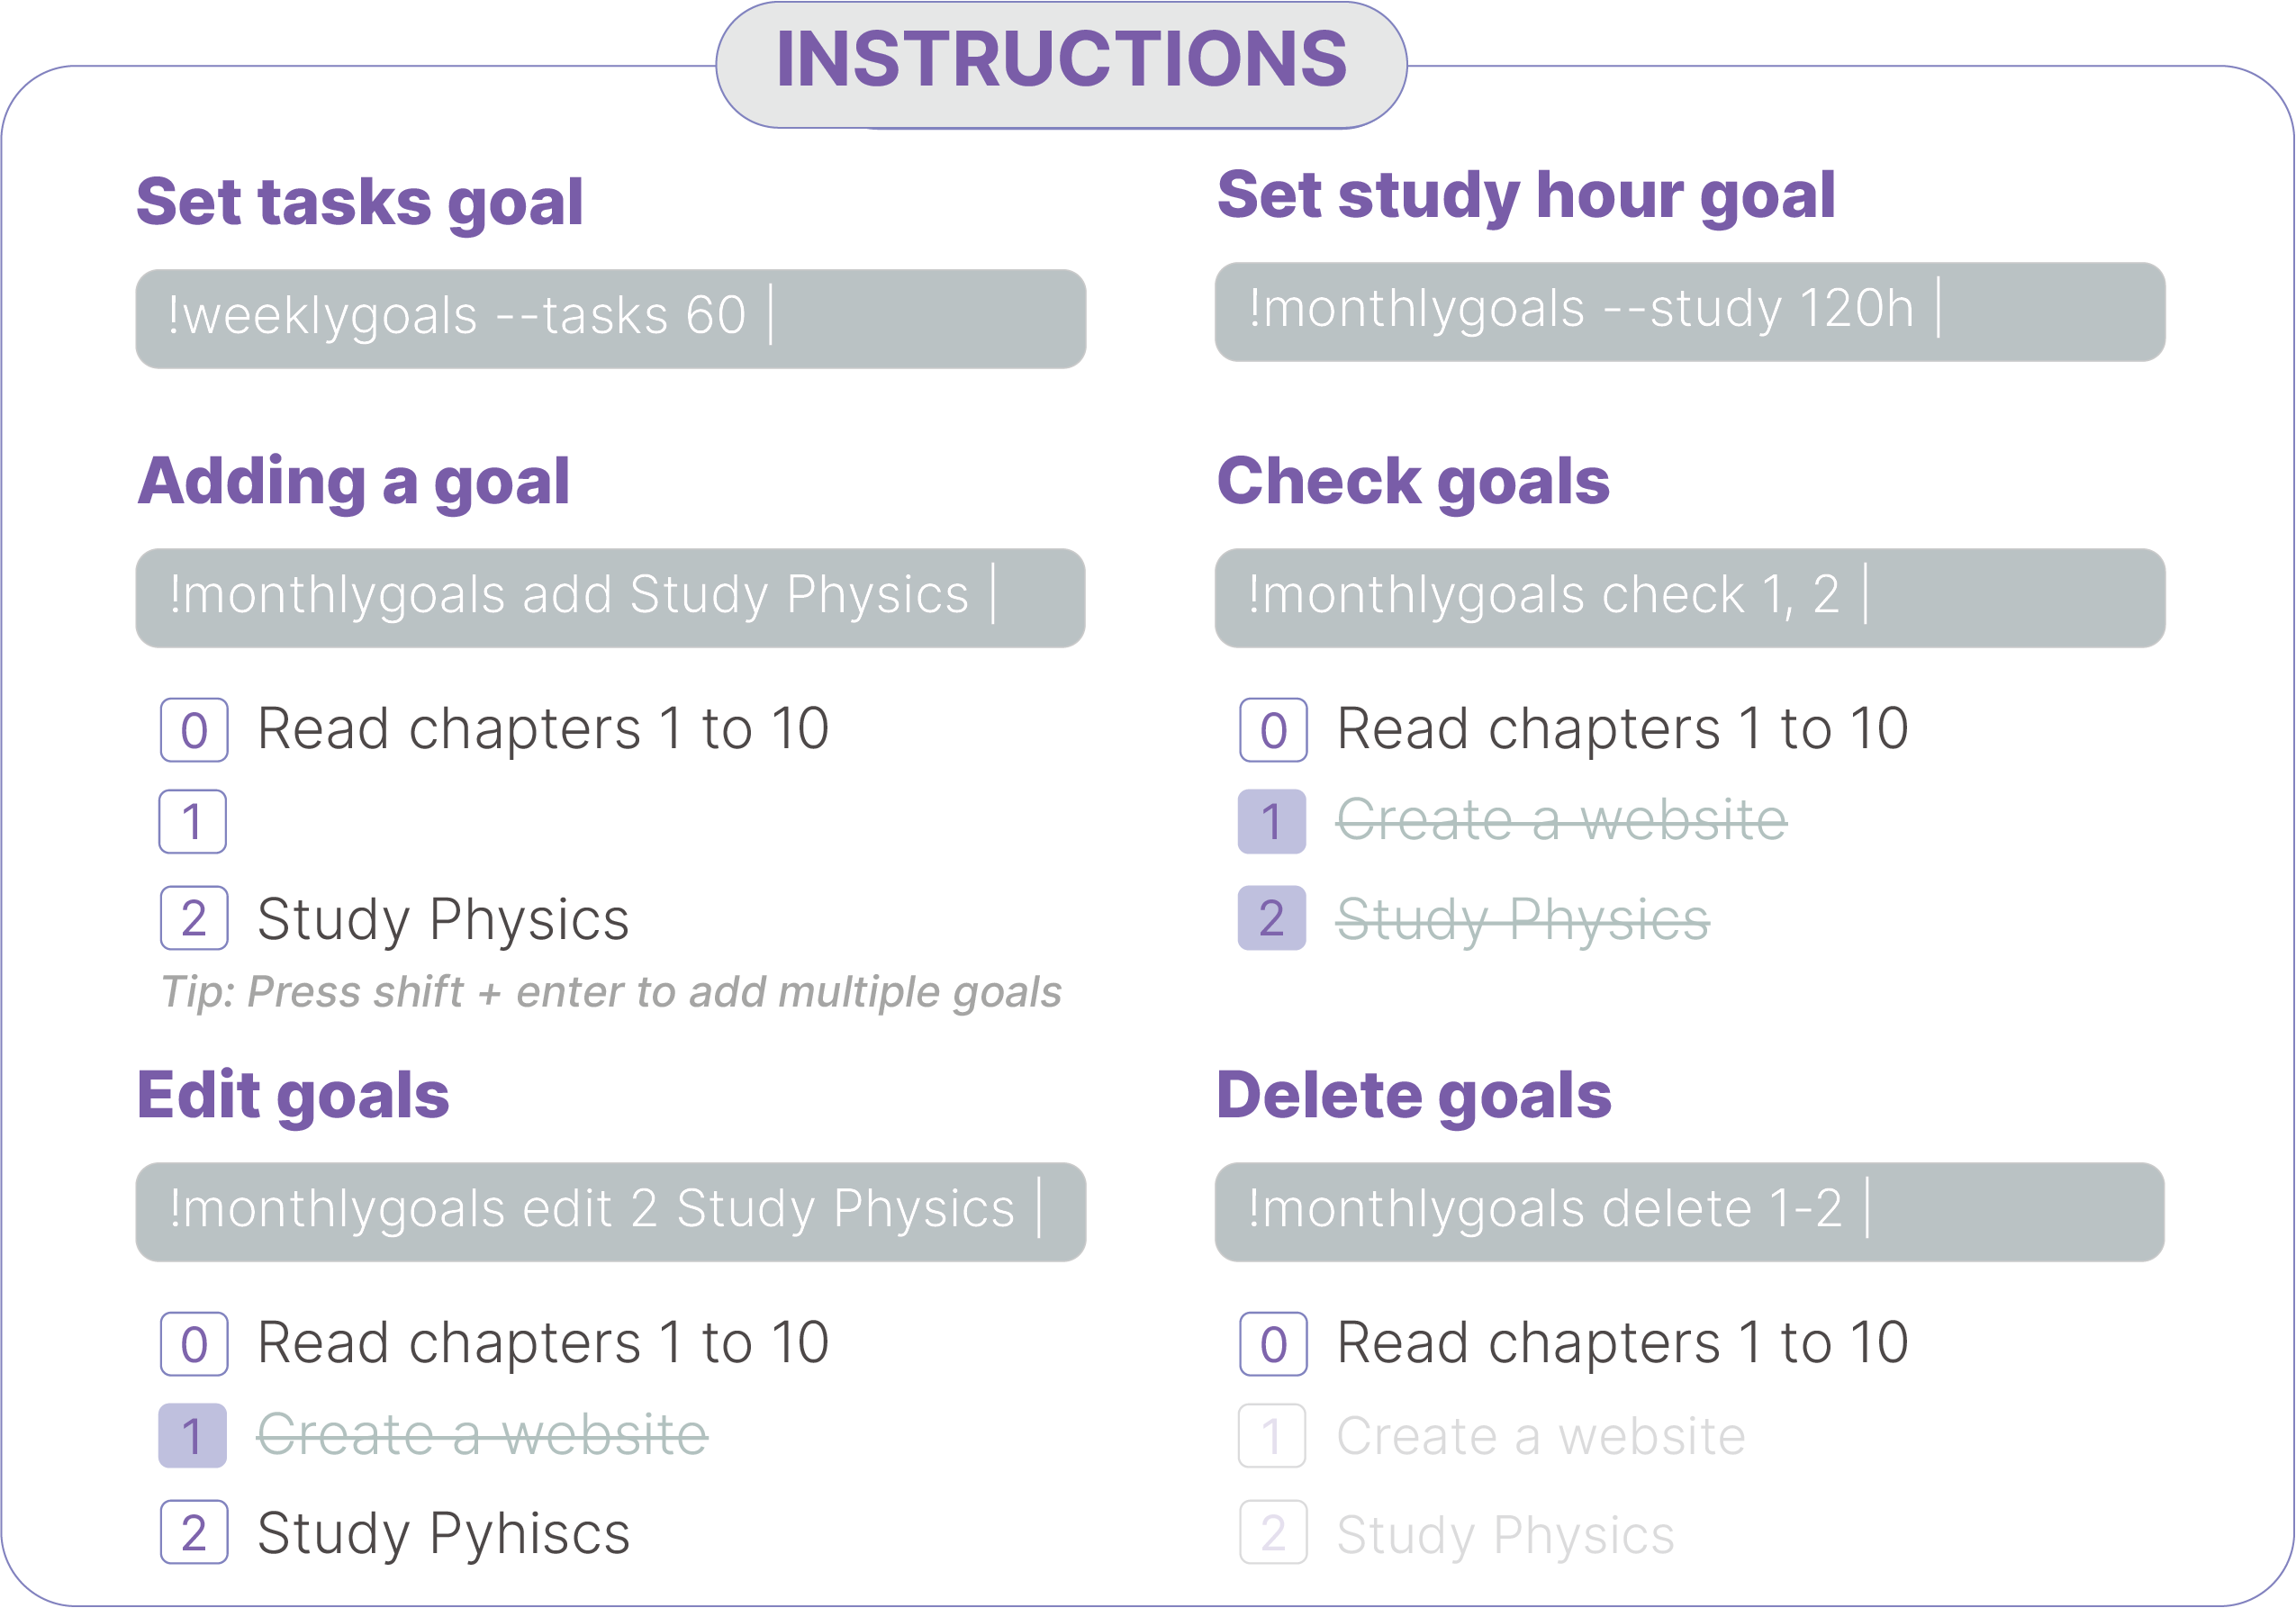 INSTRUCTIONS
Set tasks goal
!weeklygoals --tasks 60 |
Set study hour goal
!monthlygoals --study 120h |
Adding a goal
!monthlygoals add Study Physics |
0 Read chapters 1 to 10
1
2 Study Physics
Tip: Press shift + enter to add multiple goals
Check goals
!monthlygoals check 1, 2 |
0 Read chapters 1 to 10
1 Create a website
2 Study Physics
Edit goals
!monthlygoals edit 2 Study Physics |
0 Read chapters 1 to 10
1 Create a website
2 Study Pyhiscs
Delete goals
!monthlygoals delete 1-2 |
0 Read chapters 1 to 10
1 Create a website
2 Study Physics